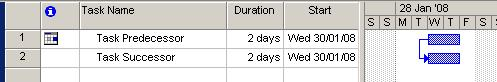 Task Name Duration Start 28 Jan '08
S S M T W T F S
1 Task Predecessor 2 days Wed 30/01/08
2 Task Successor 2 days Wed 30/01/08